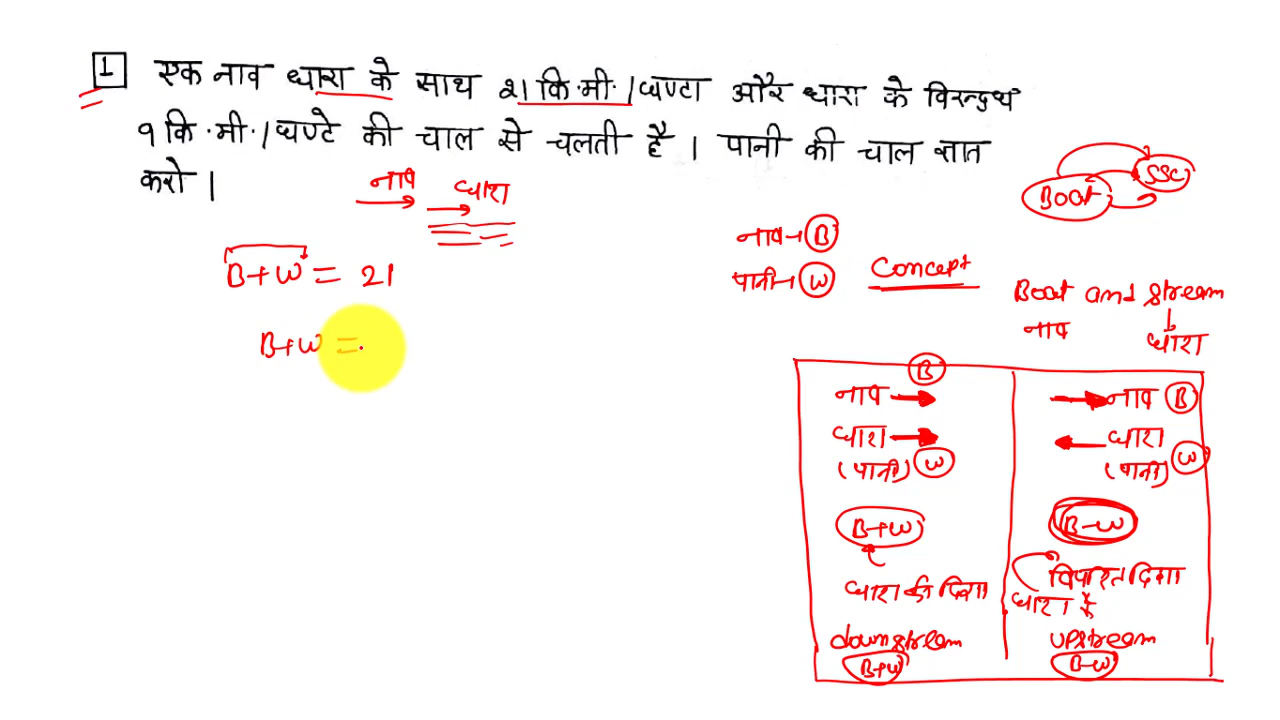 1 एक नाव धारा के साथ 21 कि.मी./घण्टा और धारा के विरुध्द
9 कि.मी./घण्टे की चाल से चलती है । पानी की चाल ज्ञात
करो ।
नाव धारा
Boat SSC
नाव → B
पानी → W
Concept
B+W = 21
B+W =
Boat and stream
नाव धारा
B
नाव → → नाव B
धारा → ← धारा
(पानी) W (पानी) W
B+W B-W
धारा की दिशा विपरित दिशा
धारा के
downstream upstream
B+W B-W